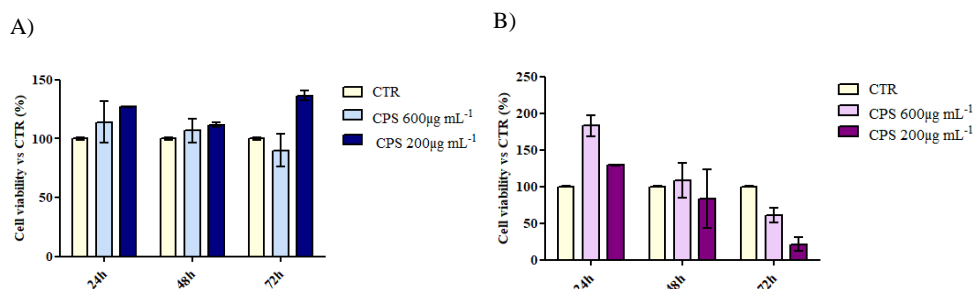 A)
Cell viability vs CTR (%)
150
100
50
0
24h
48h
72h
CTR
CPS 600µg mL⁻¹
CPS 200µg mL⁻¹
B)
Cell viability vs CTR (%)
250
200
150
100
50
0
24h
48h
72h
CTR
CPS 600µg mL⁻¹
CPS 200µg mL⁻¹